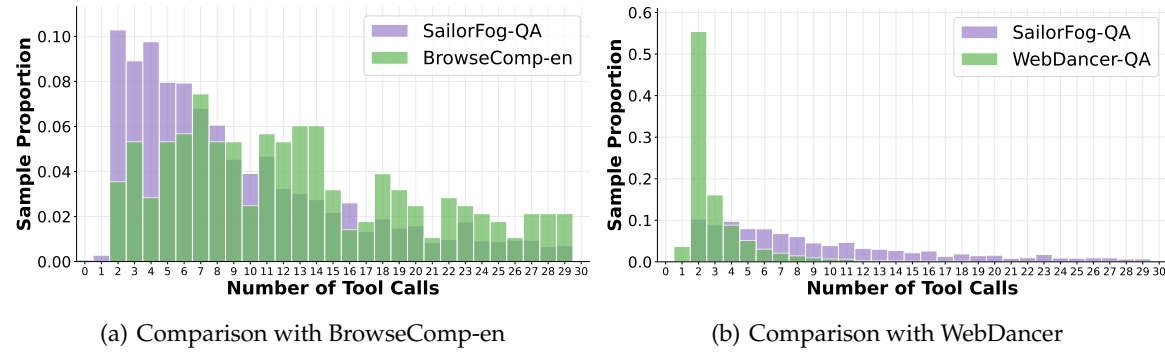 SailorFog-QA
BrowseComp-en
0.10
0.08
0.06
0.04
0.02
0.00
Sample Proportion
0 1 2 3 4 5 6 7 8 9 10 11 12 13 14 15 16 17 18 19 20 21 22 23 24 25 26 27 28 29 30
Number of Tool Calls
(a) Comparison with BrowseComp-en
SailorFog-QA
WebDancer-QA
0.6
0.5
0.4
0.3
0.2
0.1
0.0
Sample Proportion
0 1 2 3 4 5 6 7 8 9 10 11 12 13 14 15 16 17 18 19 20 21 22 23 24 25 26 27 28 29 30
Number of Tool Calls
(b) Comparison with WebDancer